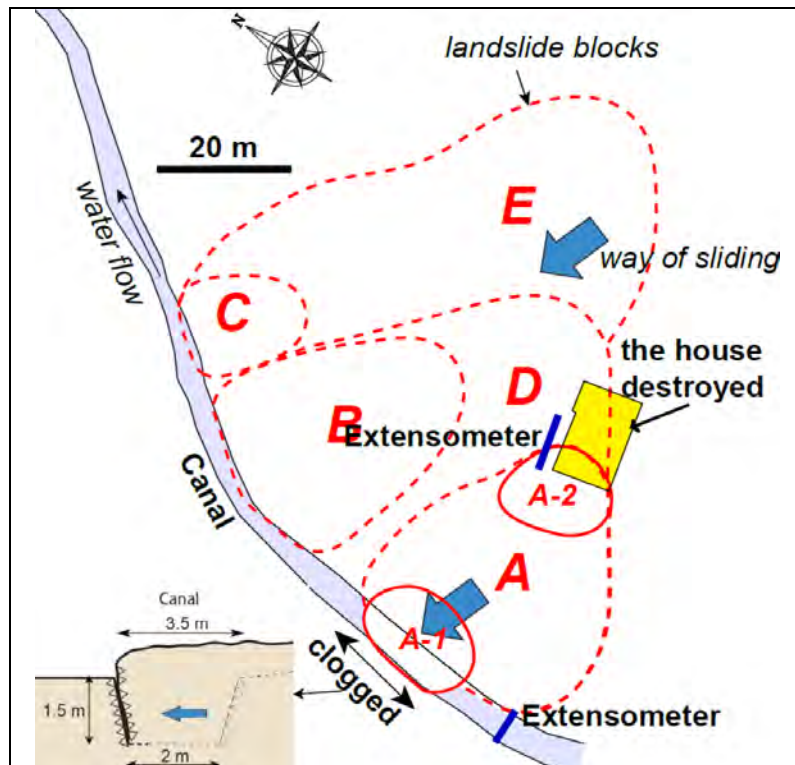 N
landslide blocks
20 m
E
water flow
way of sliding
C
the house
destroyed
D
B
Extensometer
A-2
Canal
A
A-1
Canal
3.5 m
clogged
1.5 m
Extensometer
2 m